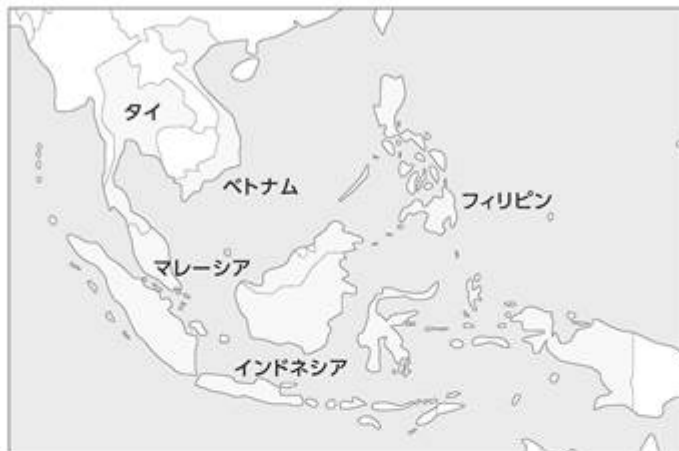 タイ
ベトナム
フィリピン
マレーシア
インドネシア